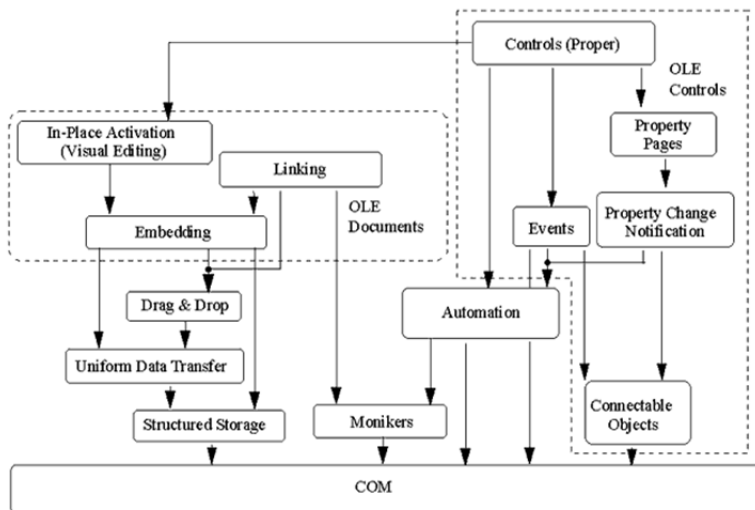 Controls (Proper)
OLE
Controls
In-Place Activation
(Visual Editing)
Property
Pages
Linking
OLE
Documents
Embedding
Events
Property Change
Notification
Drag & Drop
Automation
Uniform Data Transfer
Structured Storage
Monikers
Connectable
Objects
COM